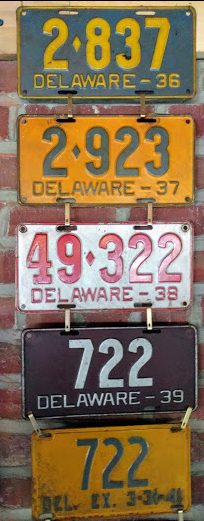 2♦837
DELAWARE-36
2♦923
DELAWARE-37
49♦322
DELAWARE-38
722
DELAWARE-39
722
DEL. EX. 3-31-41